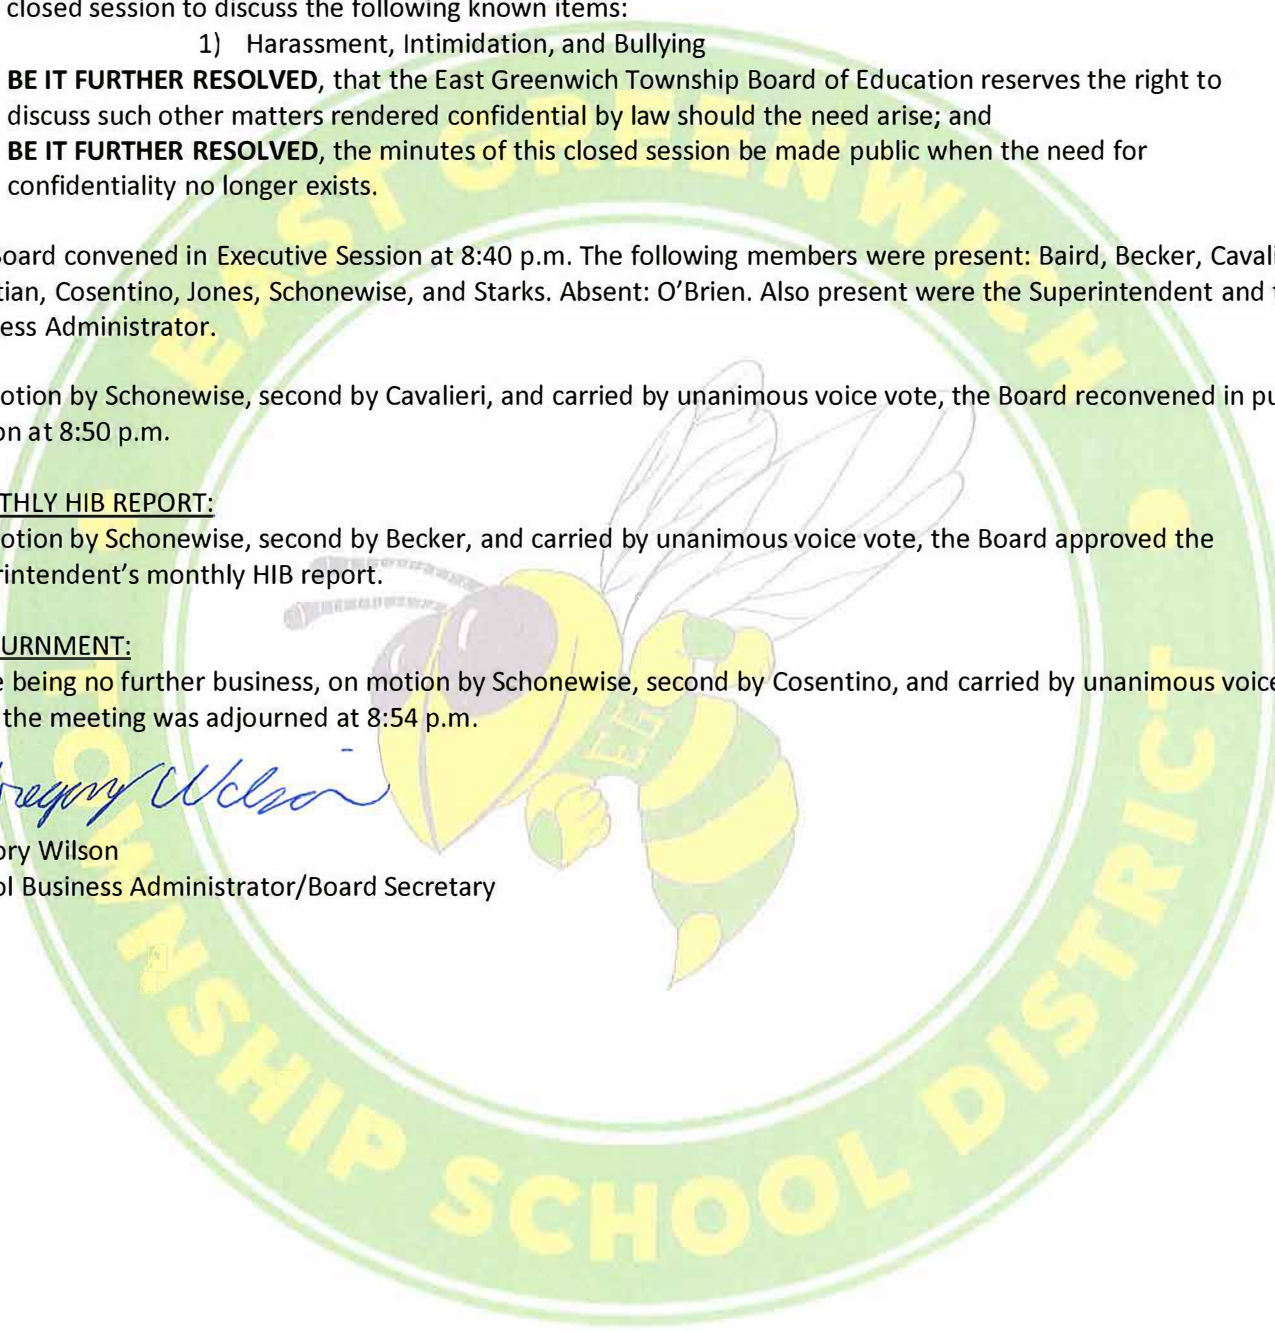 closed session to discuss the following known items:
1) Harassment, Intimidation, and Bullying
BE IT FURTHER RESOLVED, that the East Greenwich Township Board of Education reserves the right to
discuss such other matters rendered confidential by law should the need arise; and
BE IT FURTHER RESOLVED, the minutes of this closed session be made public when the need for
confidentiality no longer exists.
Board convened in Executive Session at 8:40 p.m. The following members were present: Baird, Becker, Cavali
tian, Cosentino, Jones, Schonewise, and Starks. Absent: O'Brien. Also present were the Superintendent and
ess Administrator.
otion by Schonewise, second by Cavalieri, and carried by unanimous voice vote, the Board reconvened in pu
on at 8:50 p.m.
THLY HIB REPORT:
otion by Schonewise, second by Becker, and carried by unanimous voice vote, the Board approved the
rintendent's monthly HIB report.
URNMENT:
e being no further business, on motion by Schonewise, second by Cosentino, and carried by unanimous voice
the meeting was adjourned at 8:54 p.m.
regory Wilson
ory Wilson
ol Business Administrator/Board Secretary
EAST GREENWICH
TOWNSHIP SCHOOL DISTRICT
EG